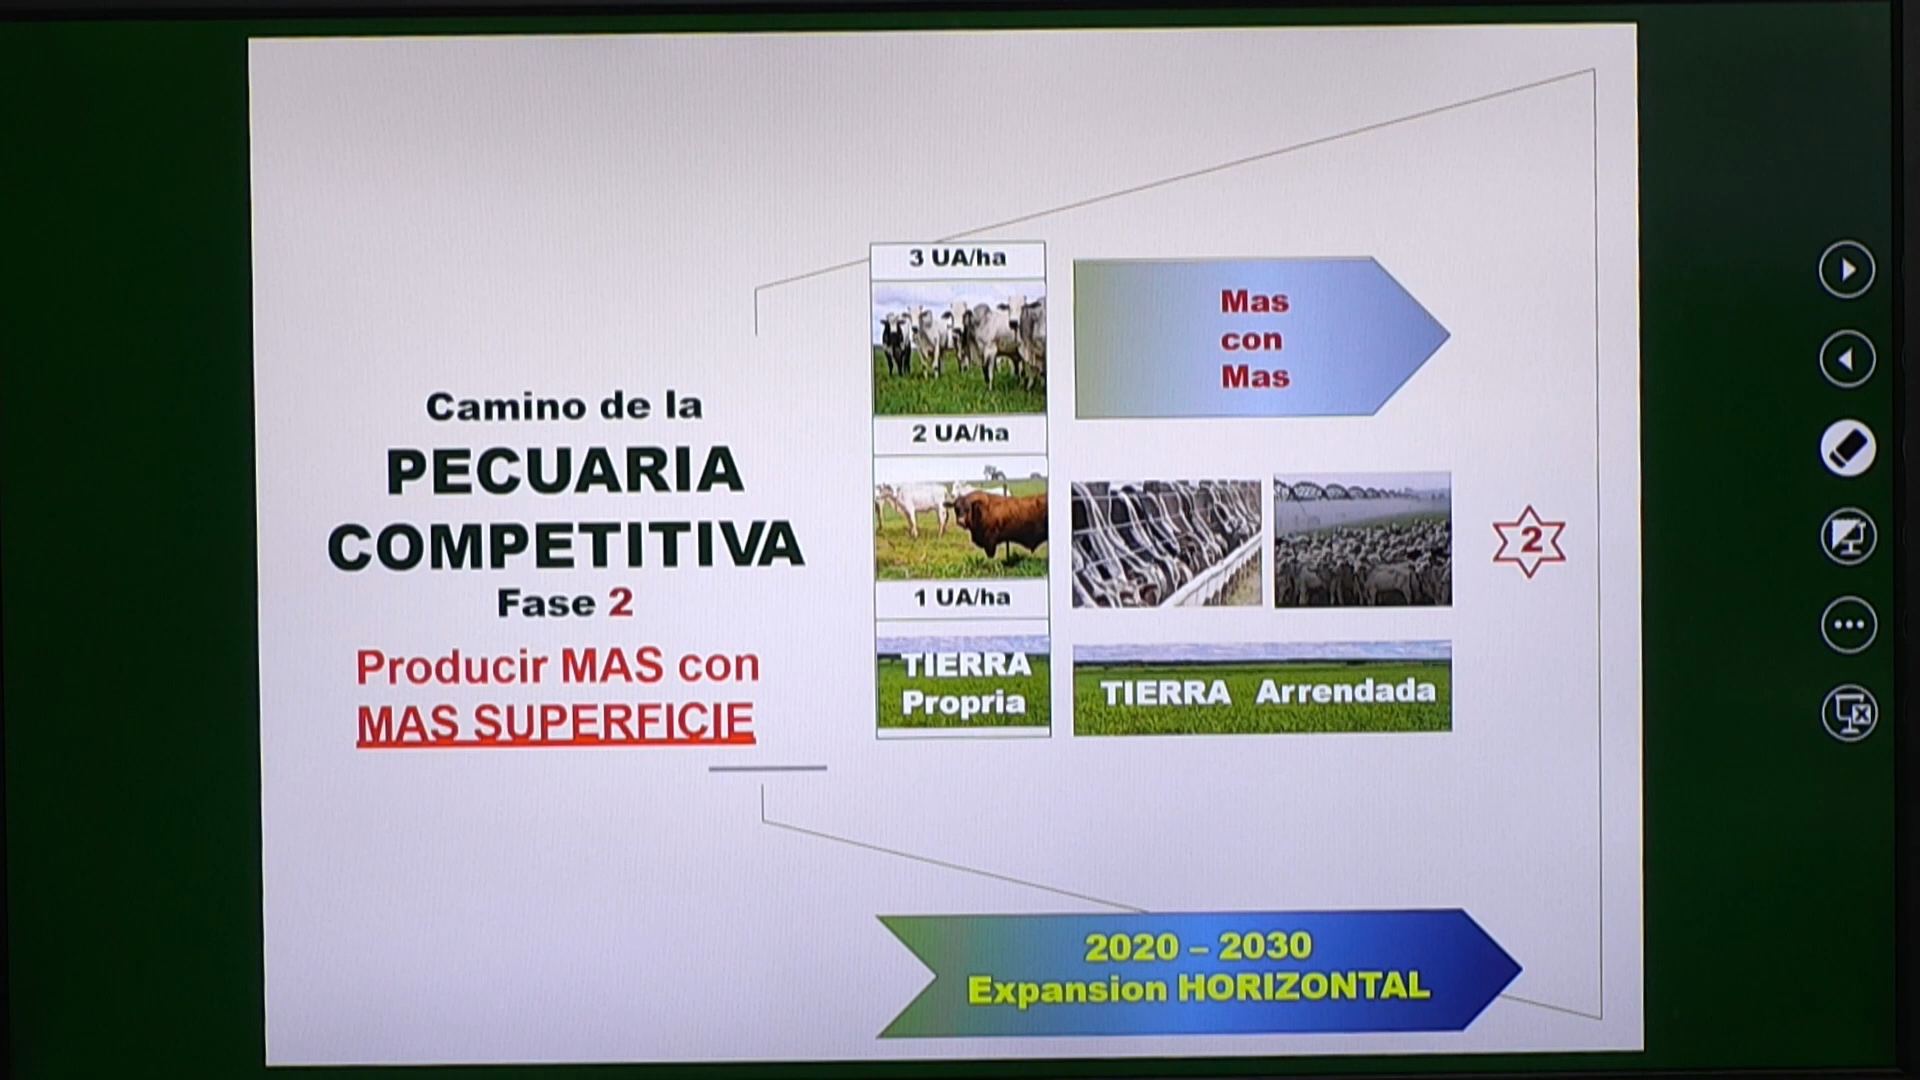 Camino de la
PECUARIA
COMPETITIVA
Fase 2
Producir MAS con
MAS SUPERFICIE
3 UA/ha
2 UA/ha
1 UA/ha
TIERRA
Propria
Mas
con
Mas
TIERRA Arrendada
2
2020 – 2030
Expansion HORIZONTAL